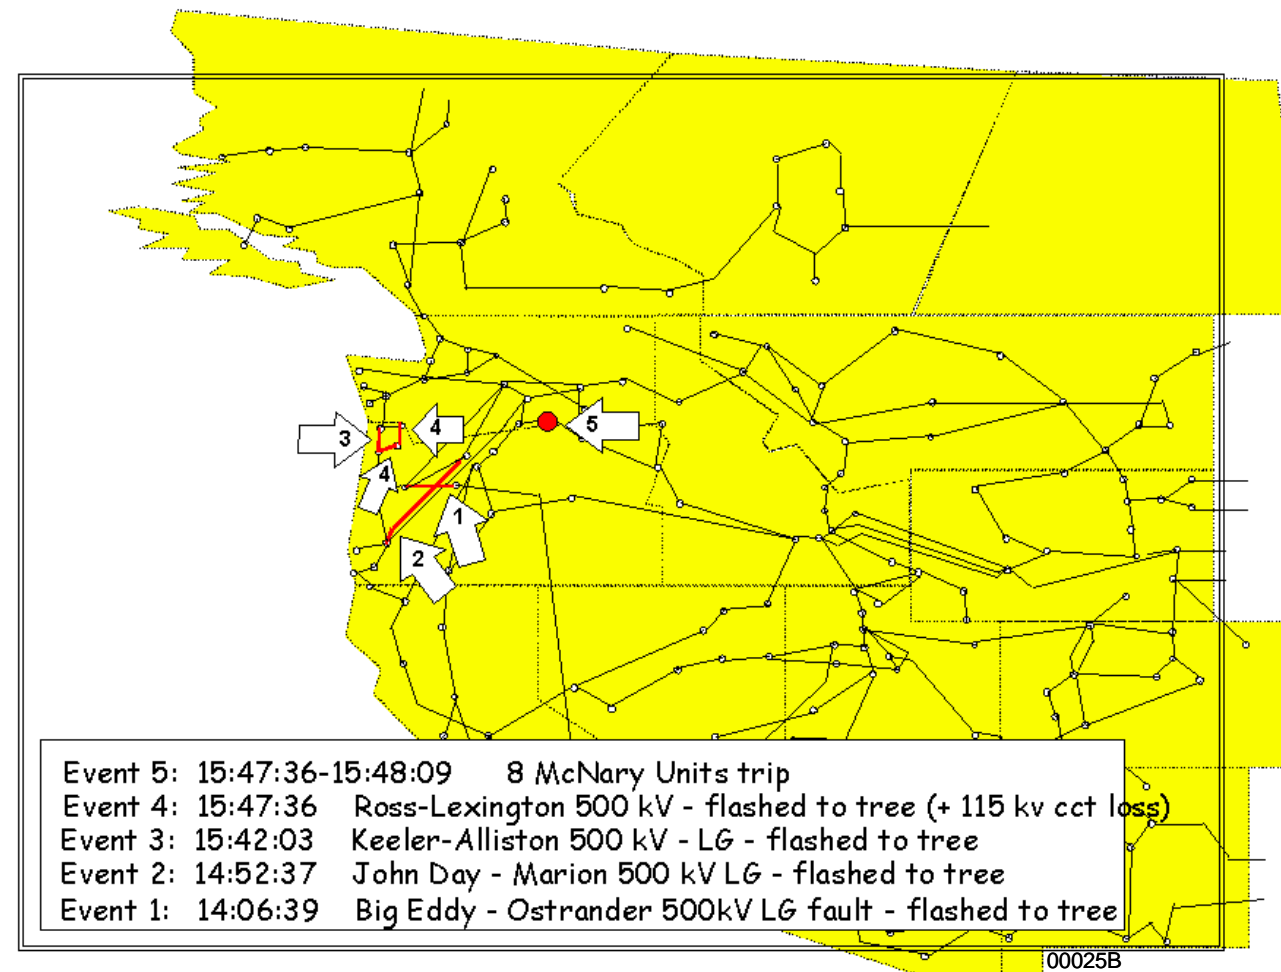 3
4
5
4
1
2
Event 5: 15:47:36-15:48:09 8 McNary Units trip
Event 4: 15:47:36 Ross-Lexington 500 kV - flashed to tree (+ 115 kv cct loss)
Event 3: 15:42:03 Keeler-Alliston 500 kV - LG - flashed to tree
Event 2: 14:52:37 John Day - Marion 500 kV LG - flashed to tree
Event 1: 14:06:39 Big Eddy - Ostrander 500kV LG fault - flashed to tree
00025B